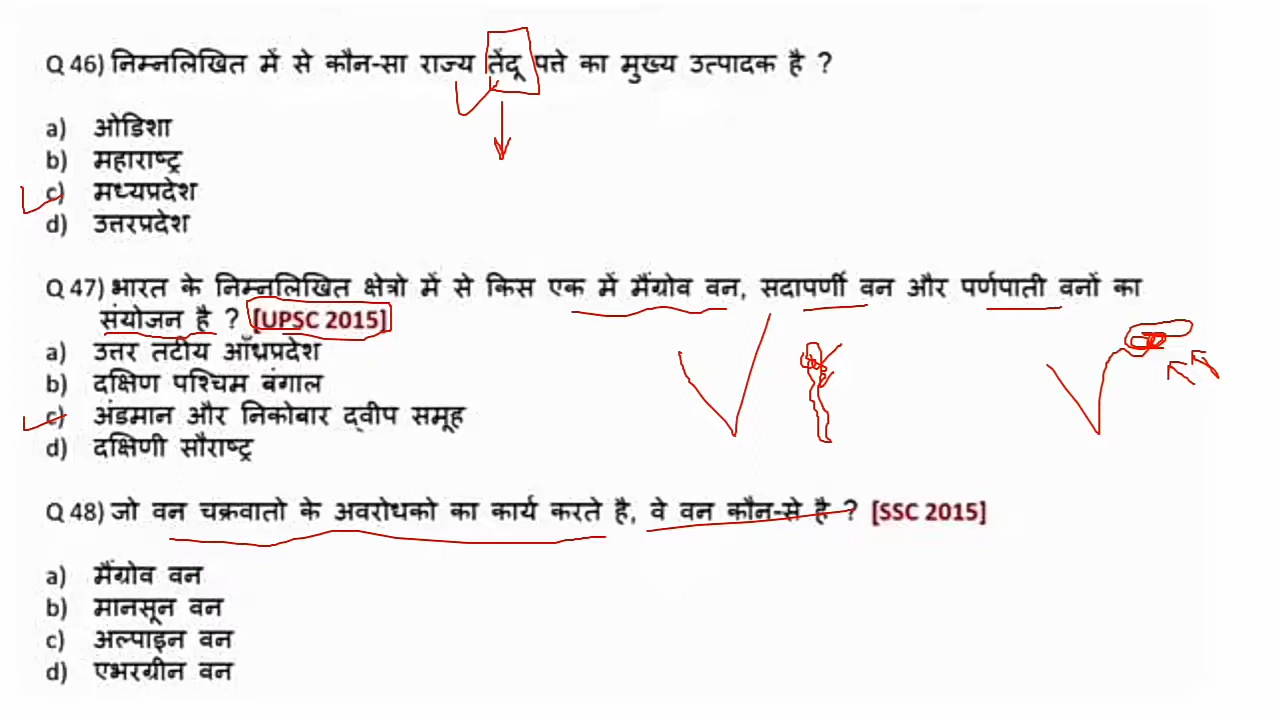 Q 46) निम्नलिखित में से कौन-सा राज्य तेंदू पत्ते का मुख्य उत्पादक है ?
a) ओडिशा
b) महाराष्ट्र
c) मध्यप्रदेश
d) उत्तरप्रदेश
Q 47) भारत के निम्नलिखित क्षेत्रो में से किस एक में मैंग्रोव वन, सदापर्णी वन और पर्णपाती वनों का
संयोजन है ? [UPSC 2015]
a) उत्तर तटीय आँध्रप्रदेश
b) दक्षिण पश्चिम बंगाल
c) अंडमान और निकोबार द्वीप समूह
d) दक्षिणी सौराष्ट्र
Q 48) जो वन चक्रवातो के अवरोधको का कार्य करते है, वे वन कौन-से है ? [SSC 2015]
a) मैंग्रोव वन
b) मानसून वन
c) अल्पाइन वन
d) एभरग्रीन वन